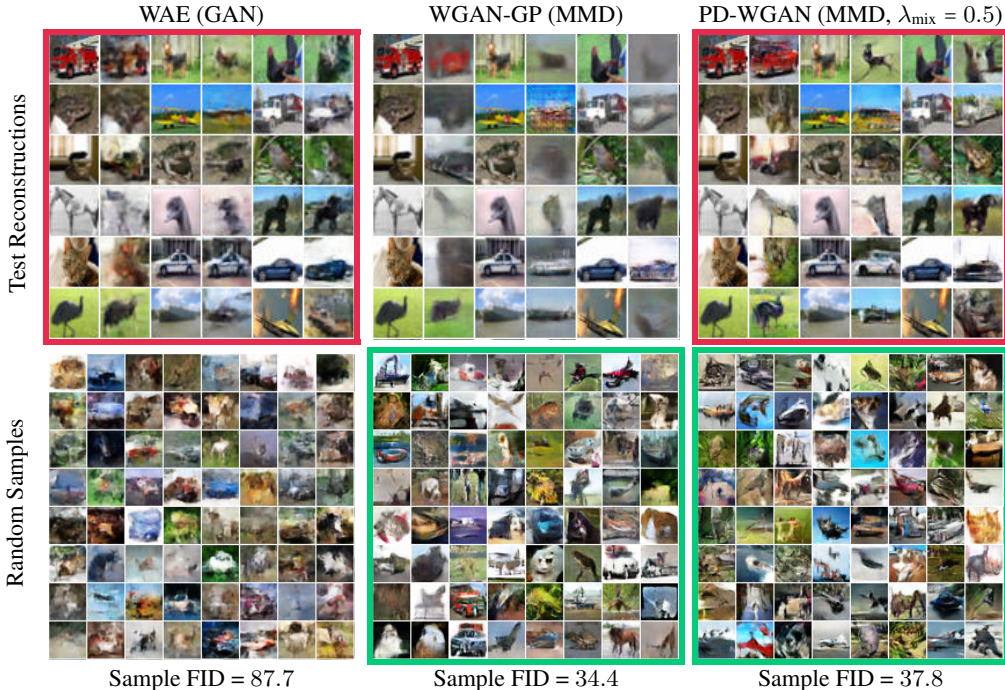 WAE (GAN)
WGAN-GP (MMD)
PD-WGAN (MMD, λmix = 0.5)
Test Reconstructions
Random Samples
Sample FID = 87.7
Sample FID = 34.4
Sample FID = 37.8